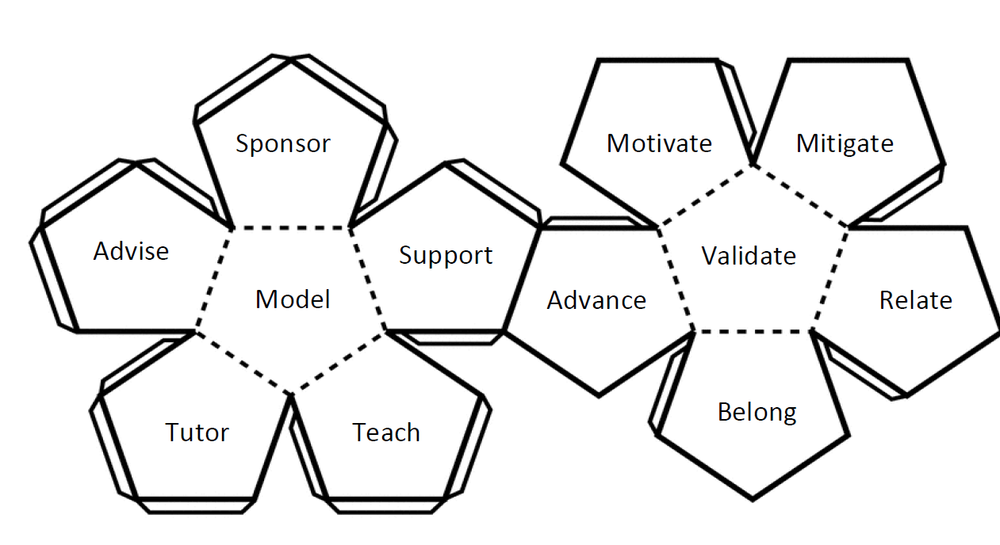 Sponsor
Motivate
Mitigate
Advise
Support
Validate
Model
Advance
Relate
Belong
Tutor
Teach